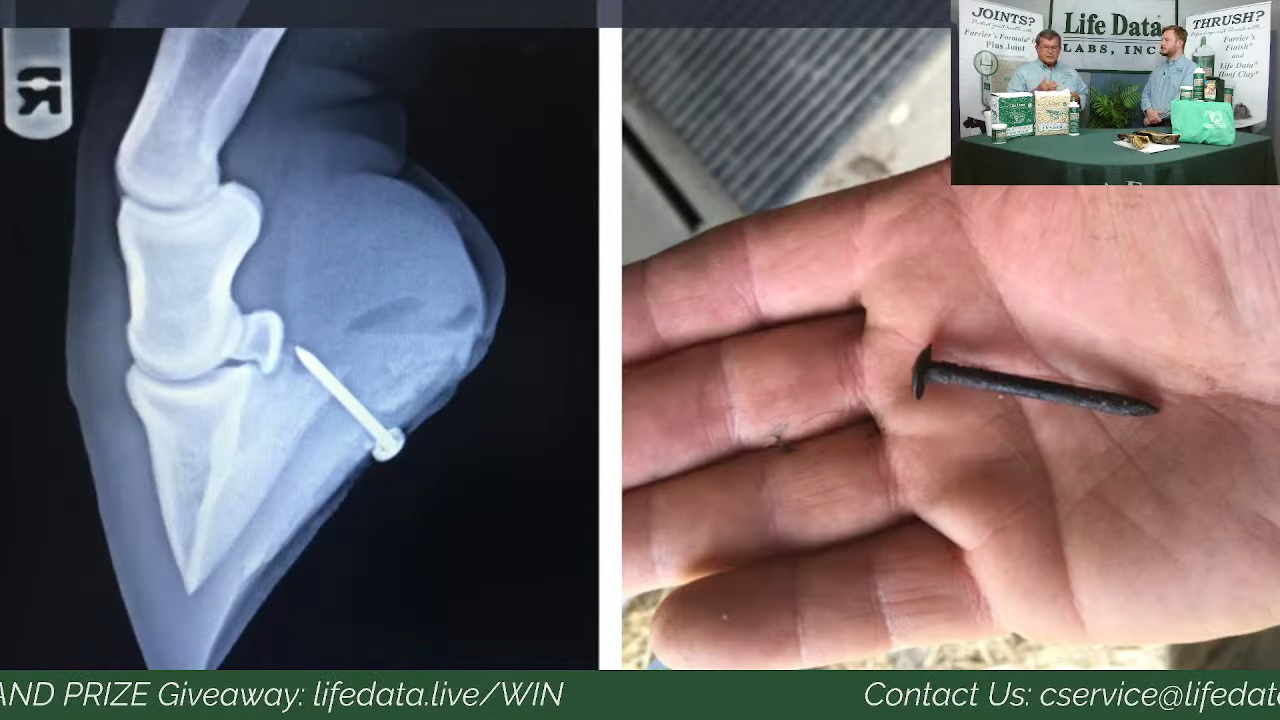 R
JOINTS?
Farrier's Formula®
Plus Joint
Life Data
LABS, INC.
THRUSH?
Farrier's
Finish®
and
Life Data®
Hoof Clay®
AND PRIZE Giveaway: lifedata.live/WIN
Contact Us: cservice@lifedat